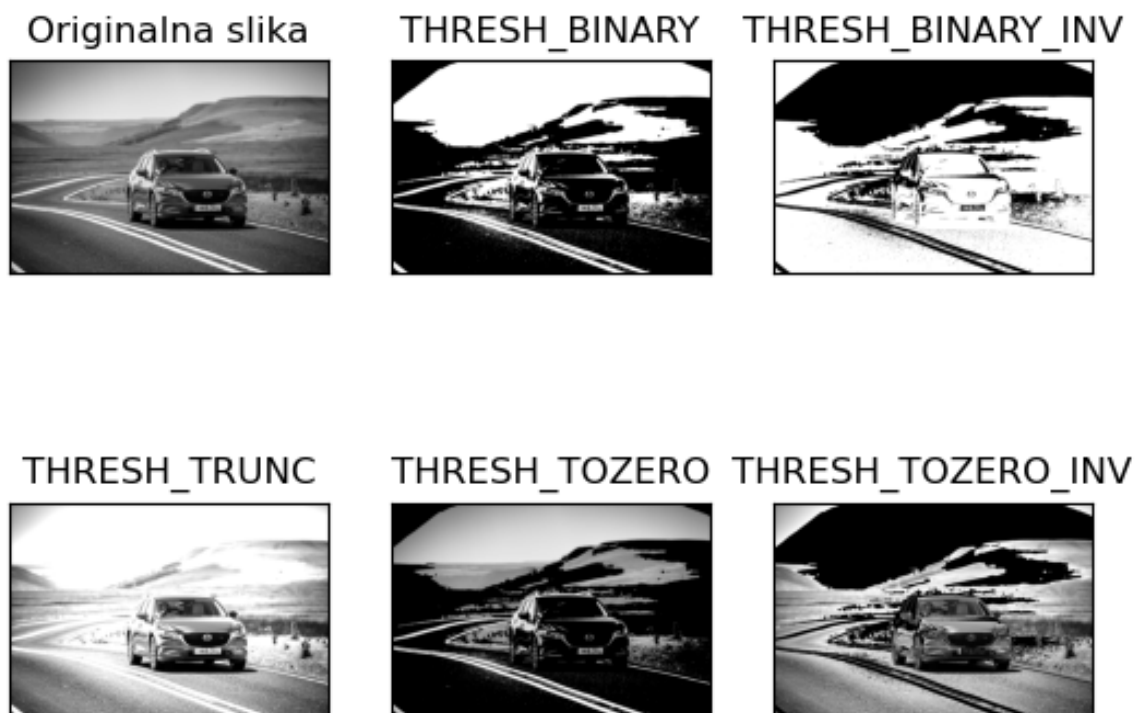 Originalna slika
THRESH_BINARY
THRESH_BINARY_INV
THRESH_TRUNC
THRESH_TOZERO
THRESH_TOZERO_INV